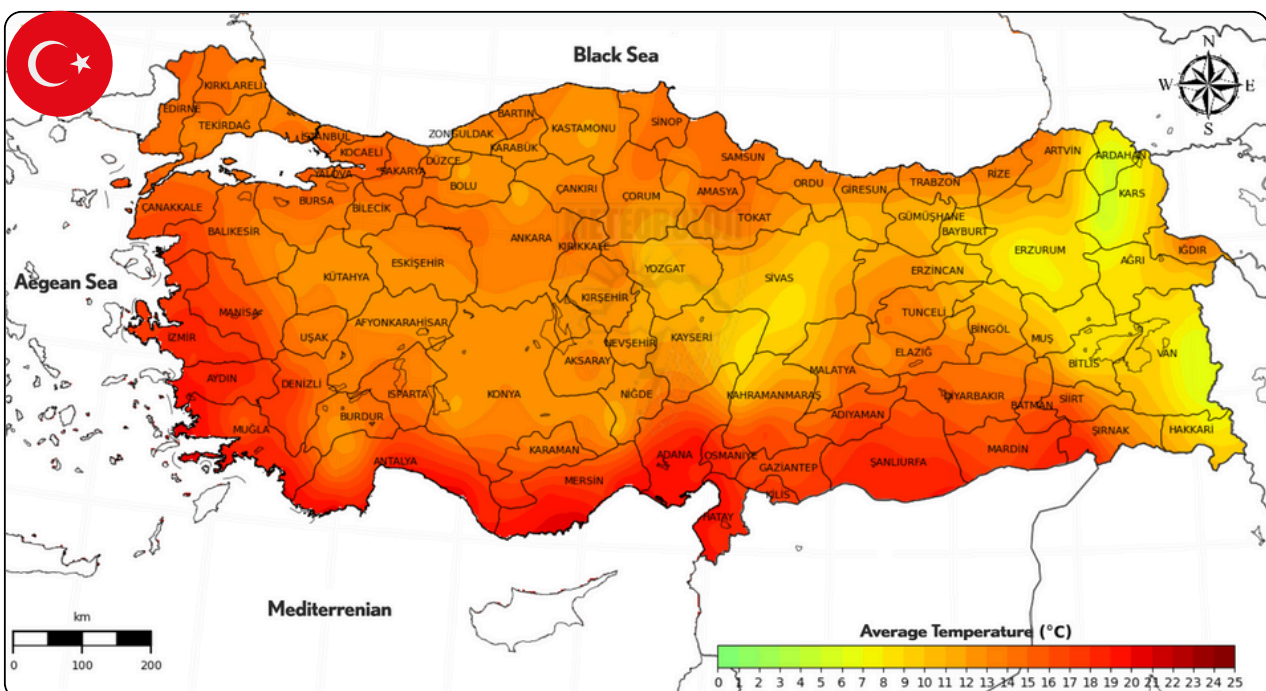 Black Sea
N
W E
S
KIRKLARELİ
EDİRNE
TEKİRDAĞ
İSTANBUL
KOCAELİ
YALOVA
SAKARYA
DÜZCE
ZONGULDAK
BARTIN
KARABÜK
KASTAMONU
SİNOP
SAMSUN
ORDU
GİRESUN
TRABZON
RİZE
ARTVİN
ARDAHAN
KARS
ÇANAKKALE
BURSA
BİLECİK
BOLU
ÇANKIRI
ÇORUM
AMASYA
TOKAT
GÜMÜŞHANE
BAYBURT
BALIKESİR
ANKARA
KIRIKKALE
ERZURUM
IĞDIR
AĞRI
METEOROLOJİ
Aegean Sea
KÜTAHYA
ESKİŞEHİR
YOZGAT
SİVAS
ERZİNCAN
KIRŞEHİR
TUNCELİ
MANİSA
İZMİR
UŞAK
AFYONKARAHİSAR
NEVŞEHİR
KAYSERİ
BİNGÖL
MUŞ
ELAZIĞ
VAN
BİTLİS
AKSARAY
AYDIN
DENİZLİ
ISPARTA
KONYA
NİĞDE
MALATYA
KAHRAMANMARAŞ
DİYARBAKIR
BATMAN
SİİRT
BURDUR
ADIYAMAN
MUĞLA
ŞIRNAK
HAKKARİ
KARAMAN
ADANA
OSMANİYE
MARDİN
ANTALYA
GAZİANTEP
ŞANLIURFA
MERSİN
KİLİS
HATAY
Mediterrenian
km
0 100 200
Average Temperature (°C)
0 1 2 3 4 5 6 7 8 9 10 11 12 13 14 15 16 17 18 19 20 21 22 23 24 25